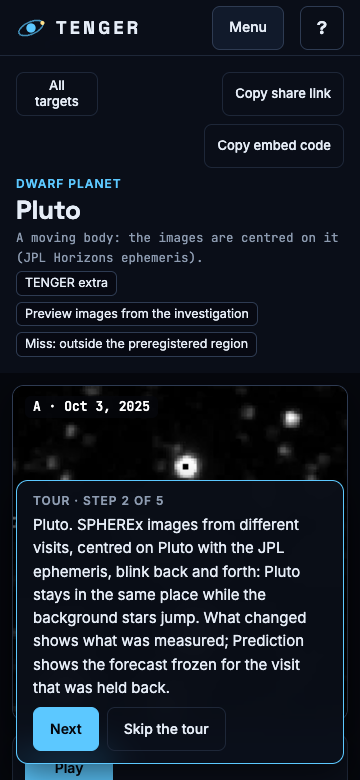 TENGER
Menu
?
All
targets
Copy share link
Copy embed code
DWARF PLANET
Pluto
A moving body: the images are centred on it
(JPL Horizons ephemeris).
TENGER extra
Preview images from the investigation
Miss: outside the preregistered region
A · Oct 3, 2025
TOUR · STEP 2 OF 5
Pluto. SPHEREx images from different
visits, centred on Pluto with the JPL
ephemeris, blink back and forth: Pluto
stays in the same place while the
background stars jump. What changed
shows what was measured; Prediction
shows the forecast frozen for the visit
that was held back.
Next
Skip the tour
Play